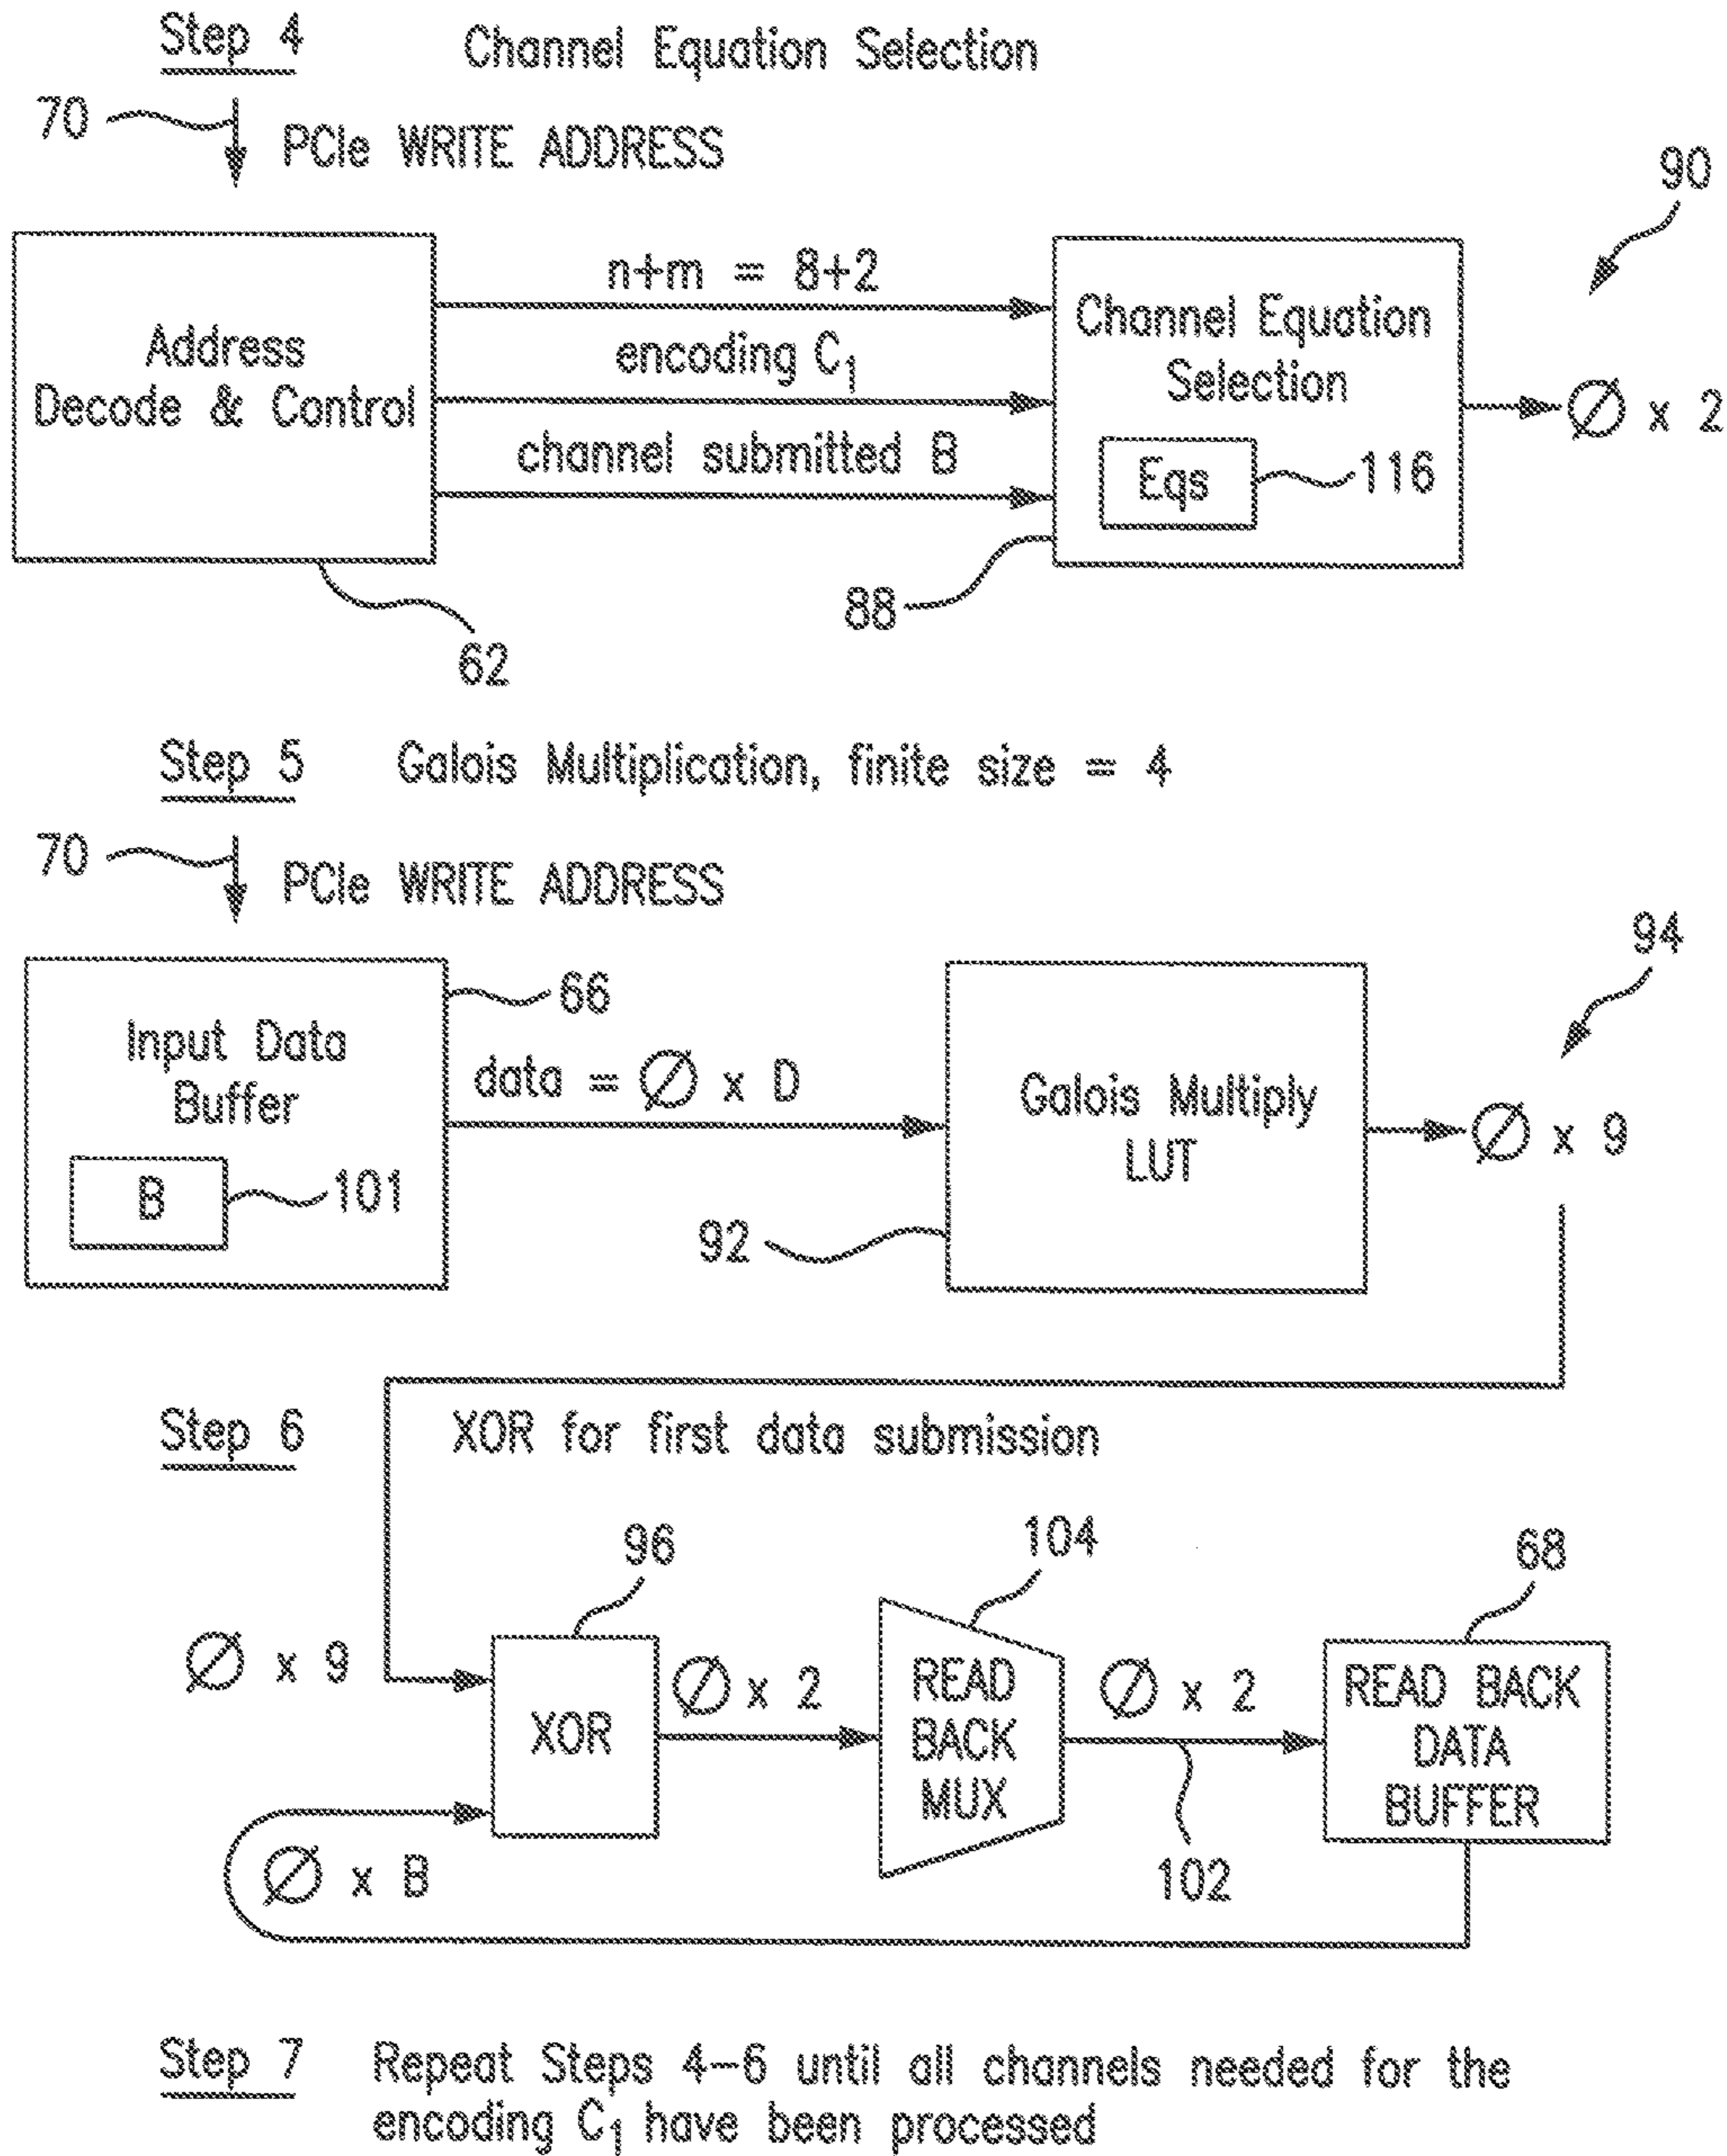 Step 4 Channel Equation Selection
70 PCIe WRITE ADDRESS
90
Address
Decode & Control
n+m = 8+2
encoding C₁
channel submitted B
Channel Equation
Selection
Eqs
116
∅ x 2
88
62
Step 5 Galois Multiplication, finite size = 4
70 PCIe WRITE ADDRESS
94
Input Data
Buffer
B
101
66
data = ∅ x D
Galois Multiply
LUT
∅ x 9
92
Step 6 XOR for first data submission
96
104
68
∅ x 9
XOR
∅ x 2
READ
BACK
MUX
∅ x 2
READ BACK
DATA
BUFFER
∅ x B
102
Step 7 Repeat Steps 4-6 until all channels needed for the
encoding C₁ have been processed